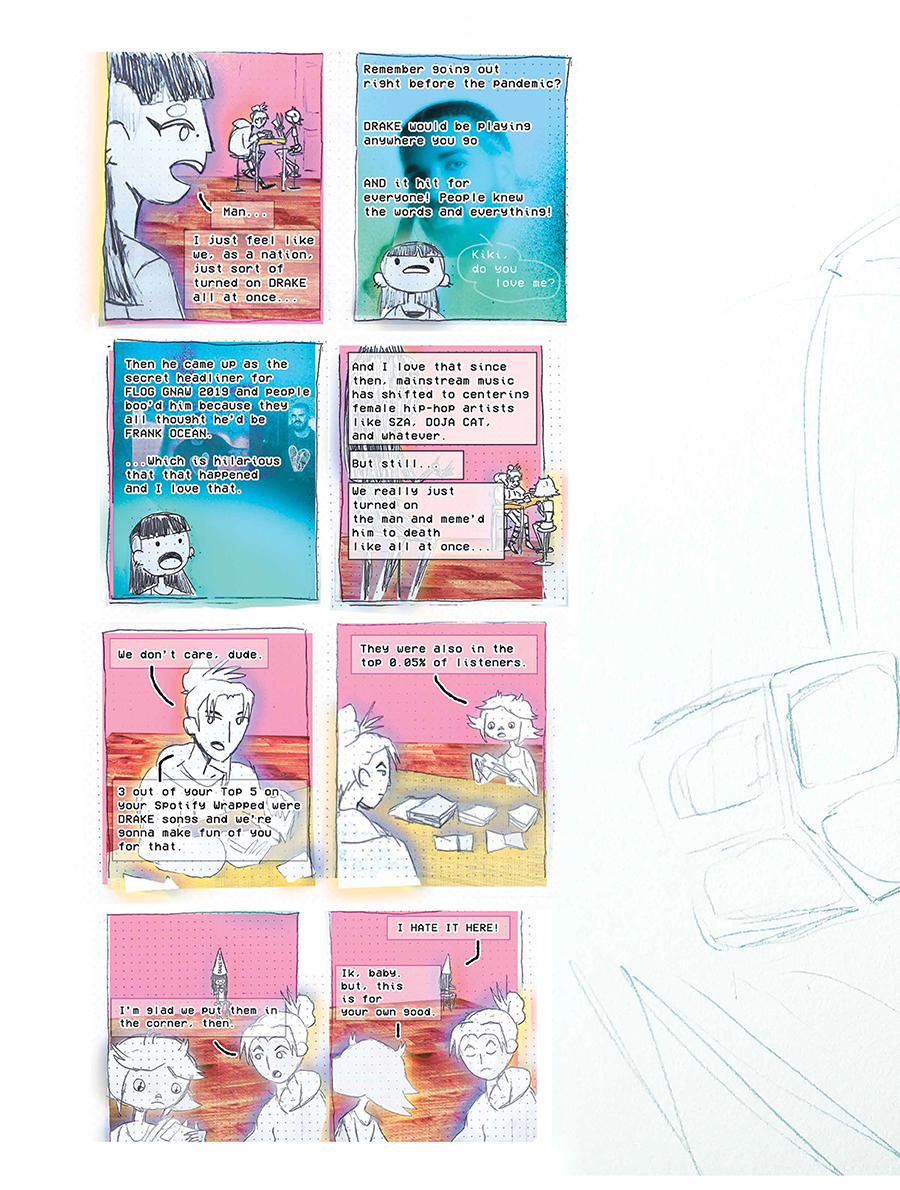 Man...
I just feel like
we, as a nation,
just sort of
turned on DRAKE
all at once...
Remember going out
right before the pandemic?
DRAKE would be playing
anywhere you go
AND it hit for
everyone! People knew
the words and everything!
Kiki,
do you
love me?
Then he came up as the
secret headliner for
FLOG GNAW 2019 and people
boo'd him because they
all thought he'd be
FRANK OCEAN.
...Which is hilarious
that that happened
and I love that.
And I love that since
then, mainstream music
has shifted to centering
female hip-hop artists
like SZA, DOJA CAT,
and whatever.
But still...
We really just
turned on
the man and meme'd
him to death
like all at once...
We don't care, dude.
3 out of your Top 5 on
your Spotify Wrapped were
DRAKE songs and we're
gonna make fun of you
for that.
They were also in the
top 0.05% of listeners.
I'm glad we put them in
the corner, then.
I HATE IT HERE!
Ik, baby.
but, this
is for
your own good.